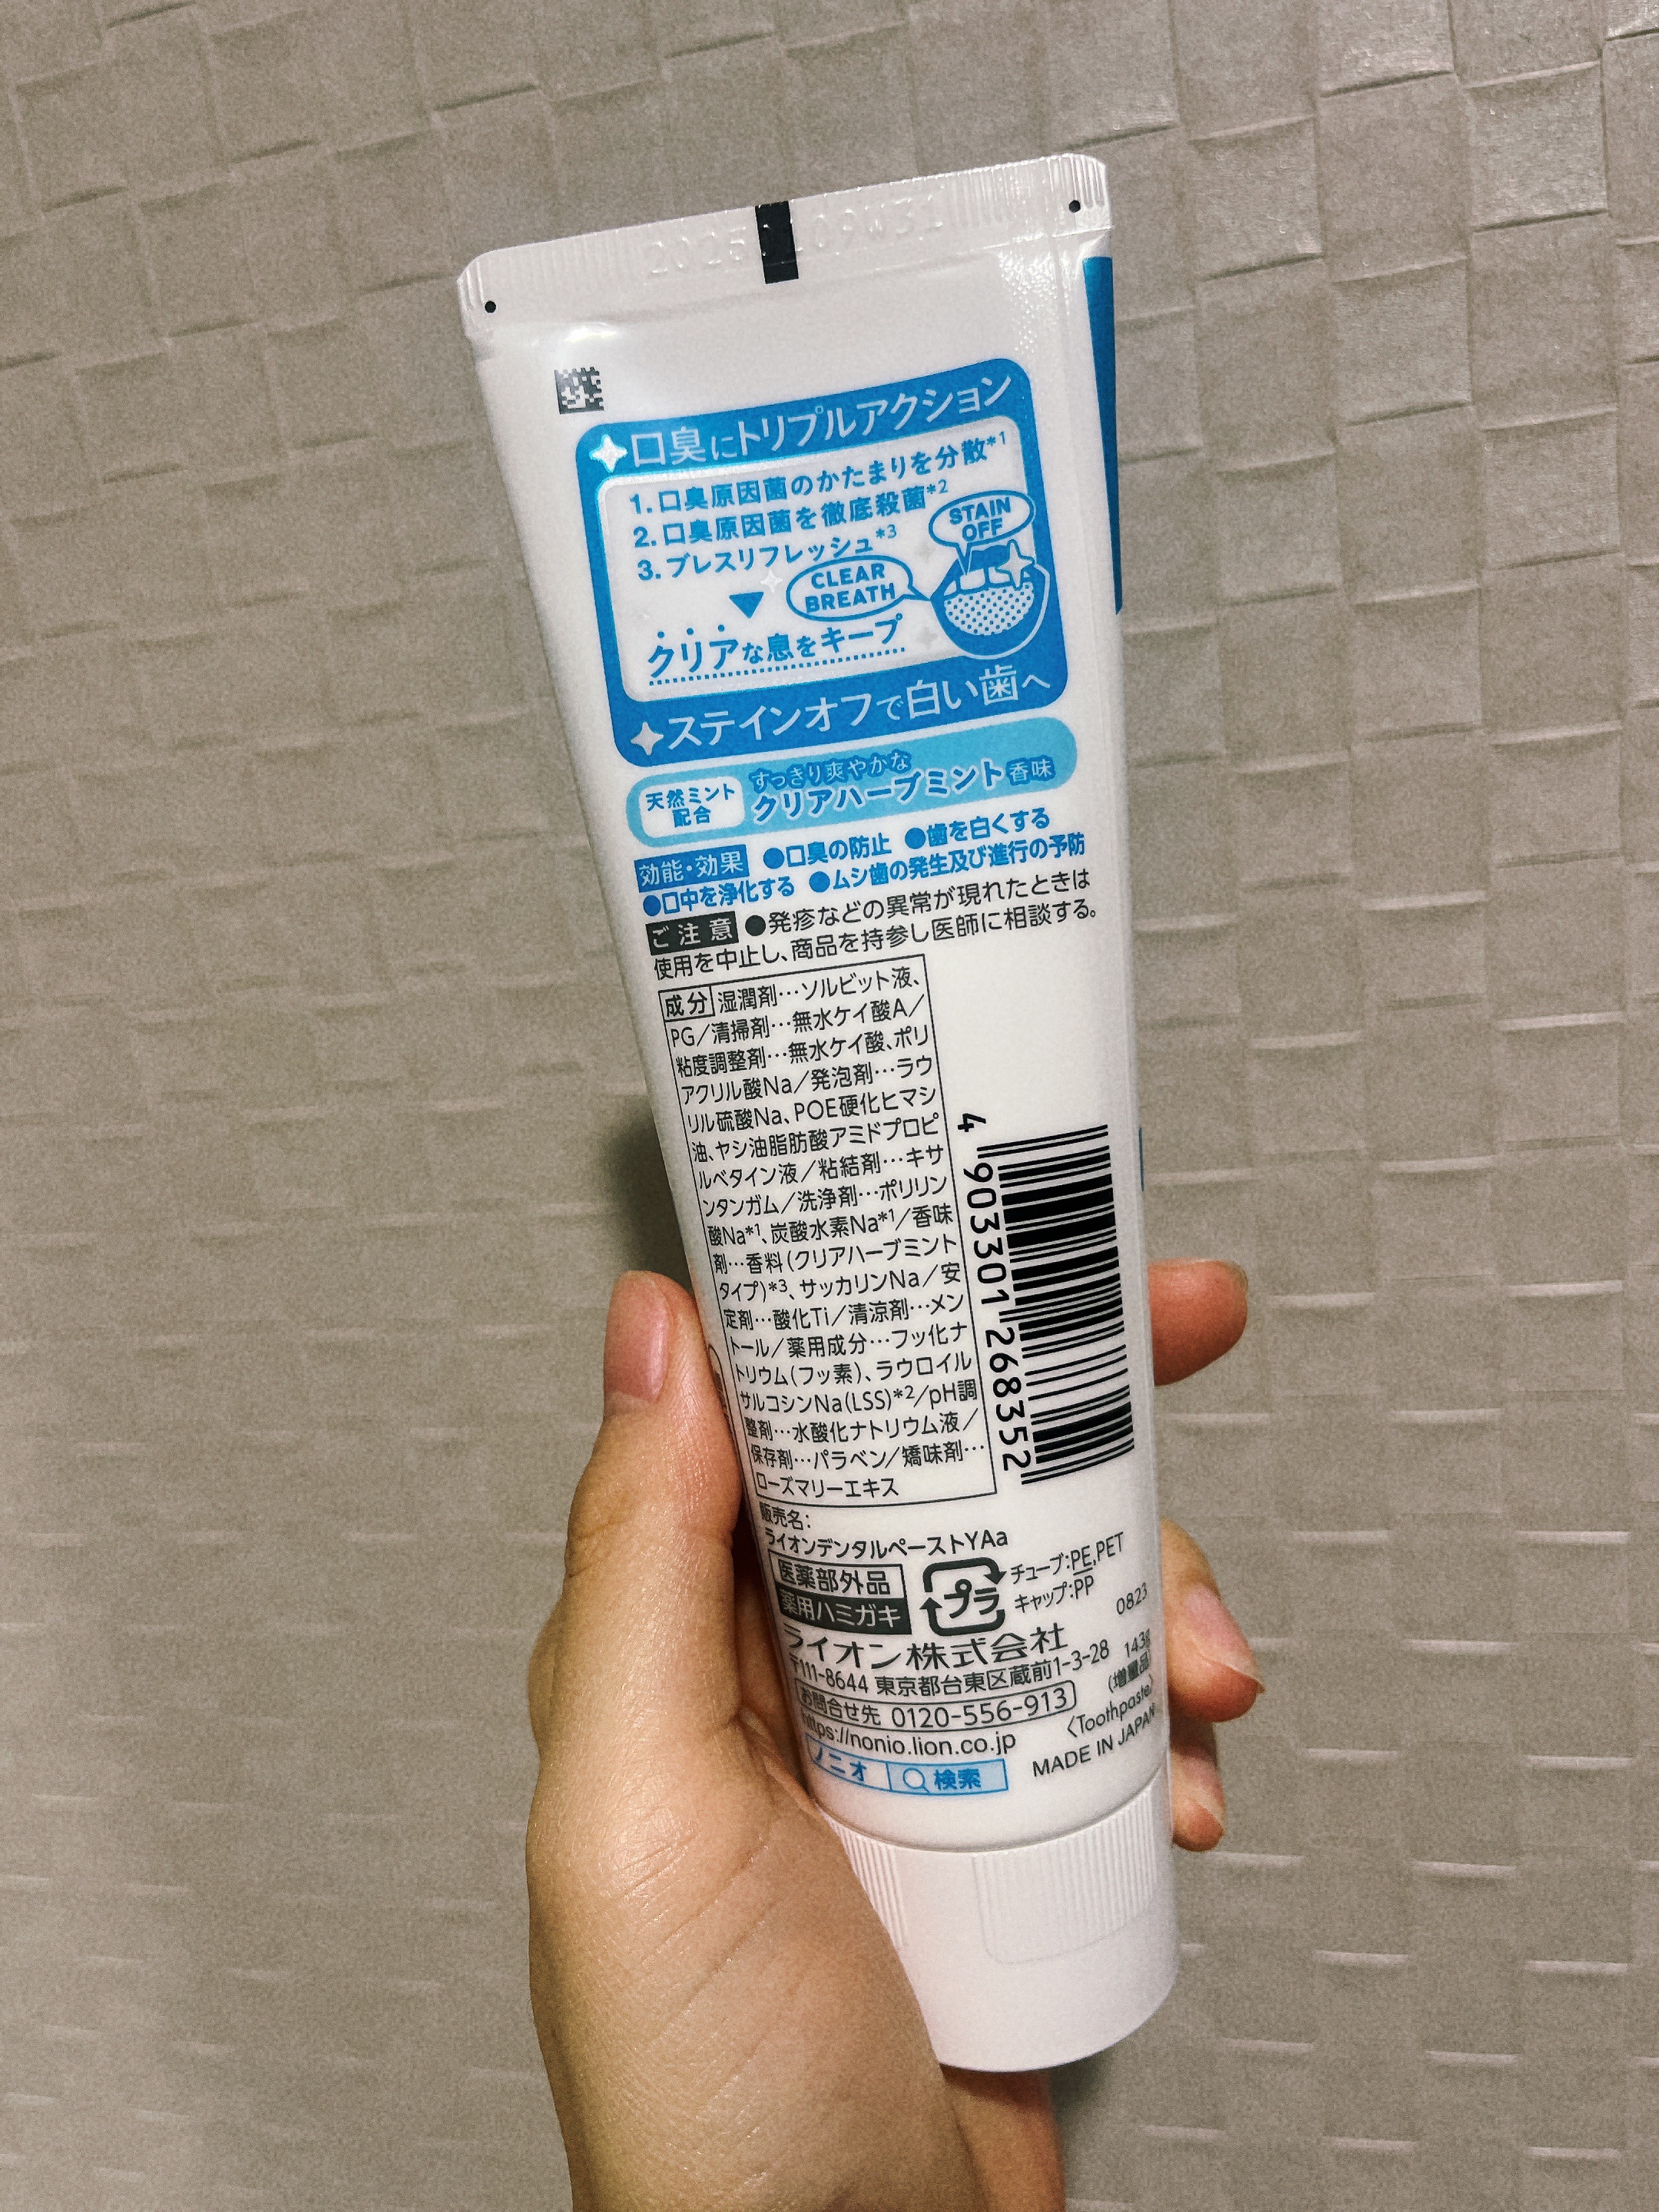 口臭にトリプルアクション
1.口臭原因菌のかたまりを分散*1
2.口臭原因菌を徹底殺菌*2
3.ブレスリフレッシュ*3
STAIN
OFF
CLEAR
BREATH
クリアな息をキープ
ステインオフで白い歯へ
天然ミント
配合
すっきり爽やかな
クリアハーブミント香味
効能・効果 ●口臭の防止 ●歯を白くする
●口中を浄化する ●ムシ歯の発生及び進行の予防
ご注意 ●発疹などの異常が現れたときは
使用を中止し、商品を持参し医師に相談する。
成分 湿潤剤…ソルビット液、
PG/清掃剤…無水ケイ酸A/
粘度調整剤…無水ケイ酸、ポリ
アクリル酸Na/発泡剤…ラウ
リル硫酸Na、POE硬化ヒマシ
油、ヤシ油脂肪酸アミドプロピ
ルベタイン液/粘結剤…キサ
ンタンガム/洗浄剤…ポリリン
酸Na*1、炭酸水素Na*1/香味
剤…香料(クリアハーブミント
タイプ)*3、サッカリンNa/安
定剤…酸化Ti/清涼剤…メン
トール/薬用成分…フッ化ナ
トリウム(フッ素)、ラウロイル
サルコシンNa(LSS)*2/pH調
整剤…水酸化ナトリウム液/
保存剤…パラベン/矯味剤…
ローズマリーエキス
4 903301 268352
販売名:
ライオンデンタルペーストYAa
医薬部外品
薬用ハミガキ
プラ
チューブ:PE,PET
キャップ:PP
0823
ライオン株式会社
〒111-8644 東京都台東区蔵前1-3-28
143g
(増量品)
お問合せ先 0120-556-913
〈Toothpaste〉
https://nonio.lion.co.jp
MADE IN JAPAN
ノニオ 検索